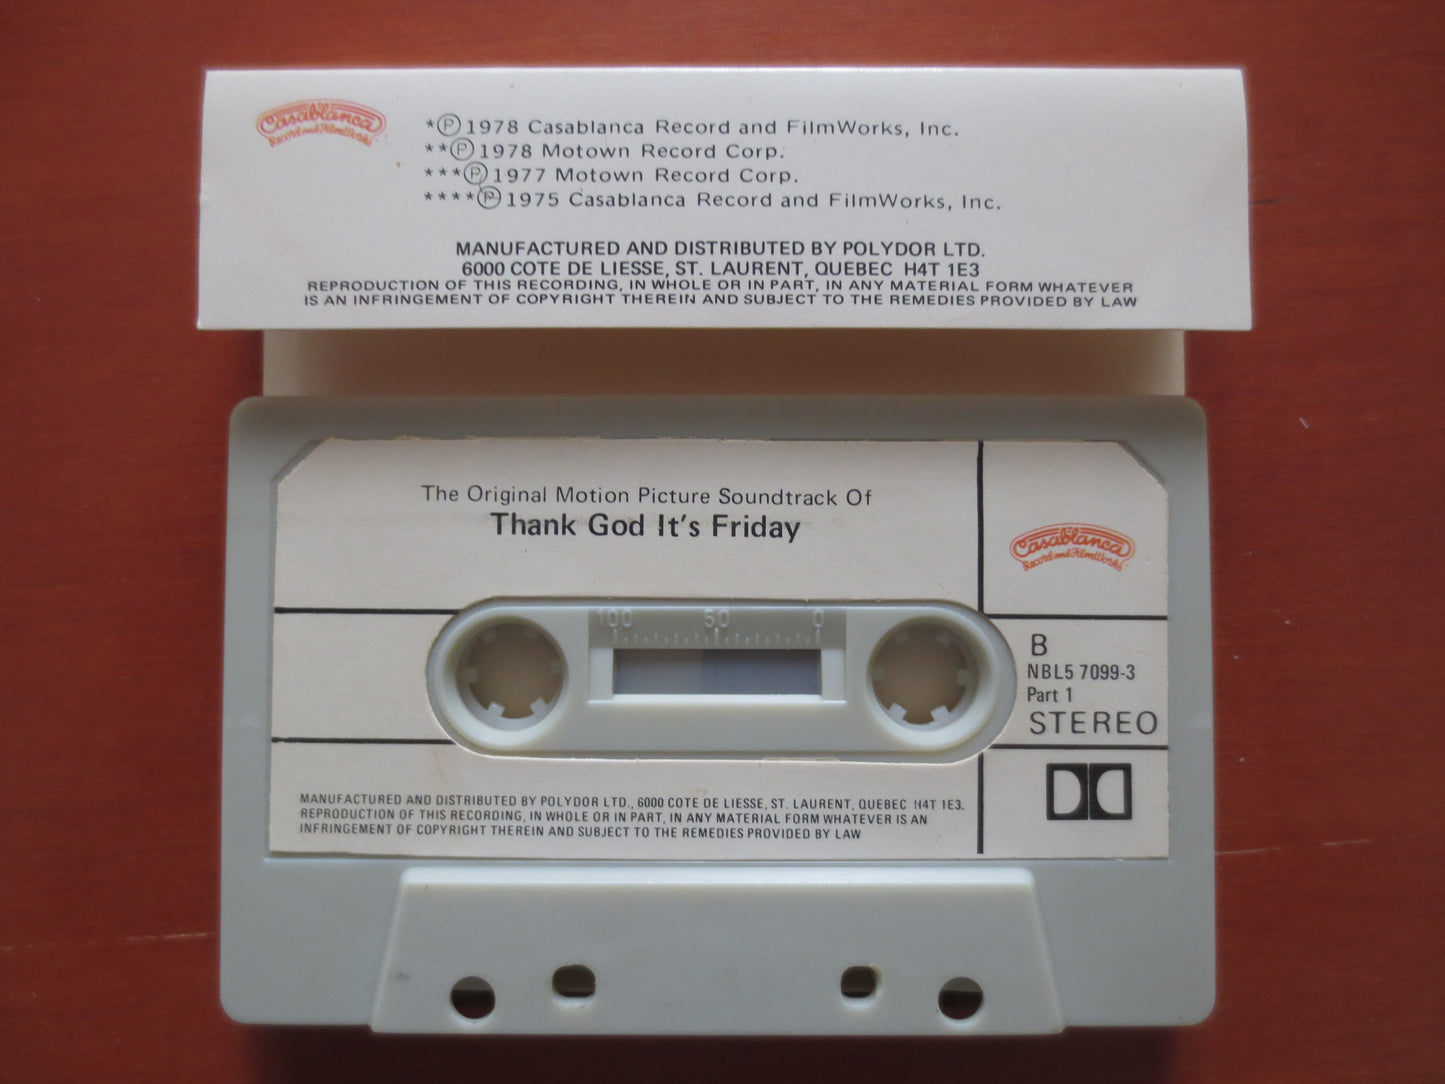 Casablanca
Record and FilmWorks
*Ⓟ 1978 Casablanca Record and FilmWorks, Inc.
**Ⓟ 1978 Motown Record Corp.
***Ⓟ 1977 Motown Record Corp.
****Ⓟ 1975 Casablanca Record and FilmWorks, Inc.
MANUFACTURED AND DISTRIBUTED BY POLYDOR LTD.
6000 COTE DE LIESSE, ST. LAURENT, QUEBEC H4T 1E3
REPRODUCTION OF THIS RECORDING, IN WHOLE OR IN PART, IN ANY MATERIAL FORM WHATEVER
IS AN INFRINGEMENT OF COPYRIGHT THEREIN AND SUBJECT TO THE REMEDIES PROVIDED BY LAW
The Original Motion Picture Soundtrack Of
Thank God It's Friday
Casablanca
Record and FilmWorks
100 50 0
B
NBL5 7099-3
Part 1
STEREO
MANUFACTURED AND DISTRIBUTED BY POLYDOR LTD., 6000 COTE DE LIESSE, ST. LAURENT, QUEBEC H4T 1E3.
REPRODUCTION OF THIS RECORDING, IN WHOLE OR IN PART, IN ANY MATERIAL FORM WHATEVER IS AN
INFRINGEMENT OF COPYRIGHT THEREIN AND SUBJECT TO THE REMEDIES PROVIDED BY LAW